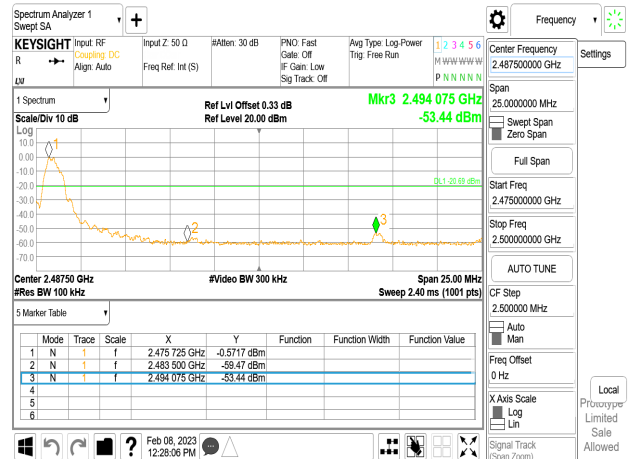 Spectrum Analyzer 1
Swept SA
Frequency
KEYSIGHT
Input: RF
Coupling: DC
Align: Auto
Input Z: 50 Ω
Freq Ref: Int (S)
#Atten: 30 dB
PNO: Fast
Gate: Off
IF Gain: Low
Sig Track: Off
Avg Type: Log-Power
Trig: Free Run
1 2 3 4 5 6
M W W W W W
P N N N N N
R
LXI
Center Frequency
2.487500000 GHz
Settings
Span
25.0000000 MHz
Swept Span
Zero Span
Full Span
Start Freq
2.475000000 GHz
Stop Freq
2.500000000 GHz
AUTO TUNE
CF Step
2.500000 MHz
Auto
Man
Freq Offset
0 Hz
X Axis Scale
Log
Lin
Signal Track
(Span Zoom)
Local
Prototype
Limited
Sale
Allowed
1 Spectrum
Scale/Div 10 dB
Ref Lvl Offset 0.33 dB
Ref Level 20.00 dBm
Mkr3 2.494 075 GHz
-53.44 dBm
Log
10.0
0.00
-10.0
-20.0
-30.0
-40.0
-50.0
-60.0
-70.0
1
2
3
DL1 -20.69 dBm
Center 2.48750 GHz
#Res BW 100 kHz
#Video BW 300 kHz
Span 25.00 MHz
Sweep 2.40 ms (1001 pts)
5 Marker Table
Mode Trace Scale X Y Function Function Width Function Value
1 N 1 f 2.475 725 GHz -0.5717 dBm
2 N 1 f 2.483 500 GHz -59.47 dBm
3 N 1 f 2.494 075 GHz -53.44 dBm
4
5
6
?
Feb 08, 2023
12:28:06 PM